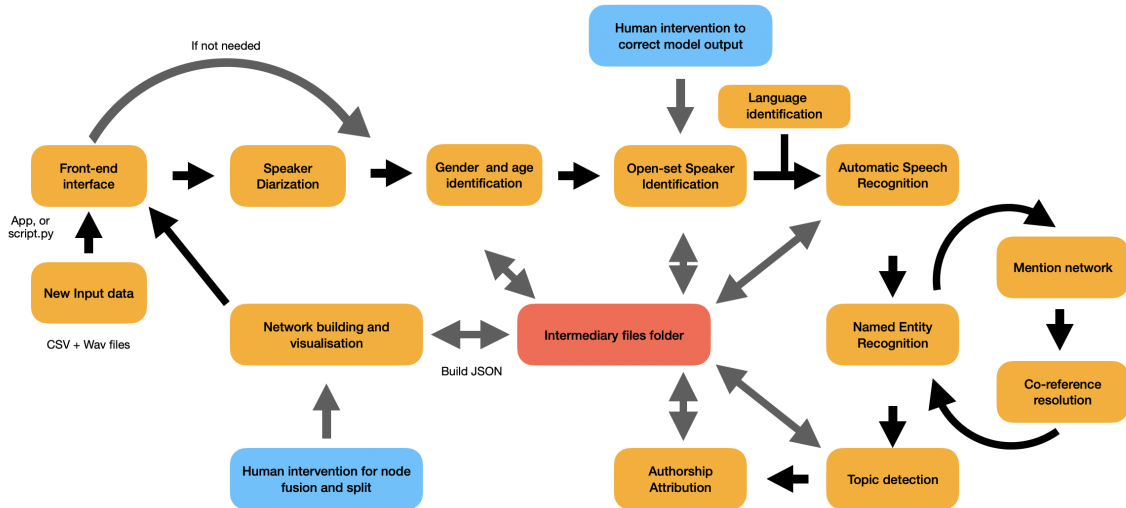 Human intervention to
correct model output
If not needed
Language
identification
Front-end
interface
Speaker
Diarization
Gender and age
identification
Open-set Speaker
Identification
Automatic Speech
Recognition
App, or
script.py
New Input data
CSV + Wav files
Network building and
visualisation
Build JSON
Intermediary files folder
Named Entity
Recognition
Mention network
Co-reference
resolution
Human intervention for node
fusion and split
Authorship
Attribution
Topic detection